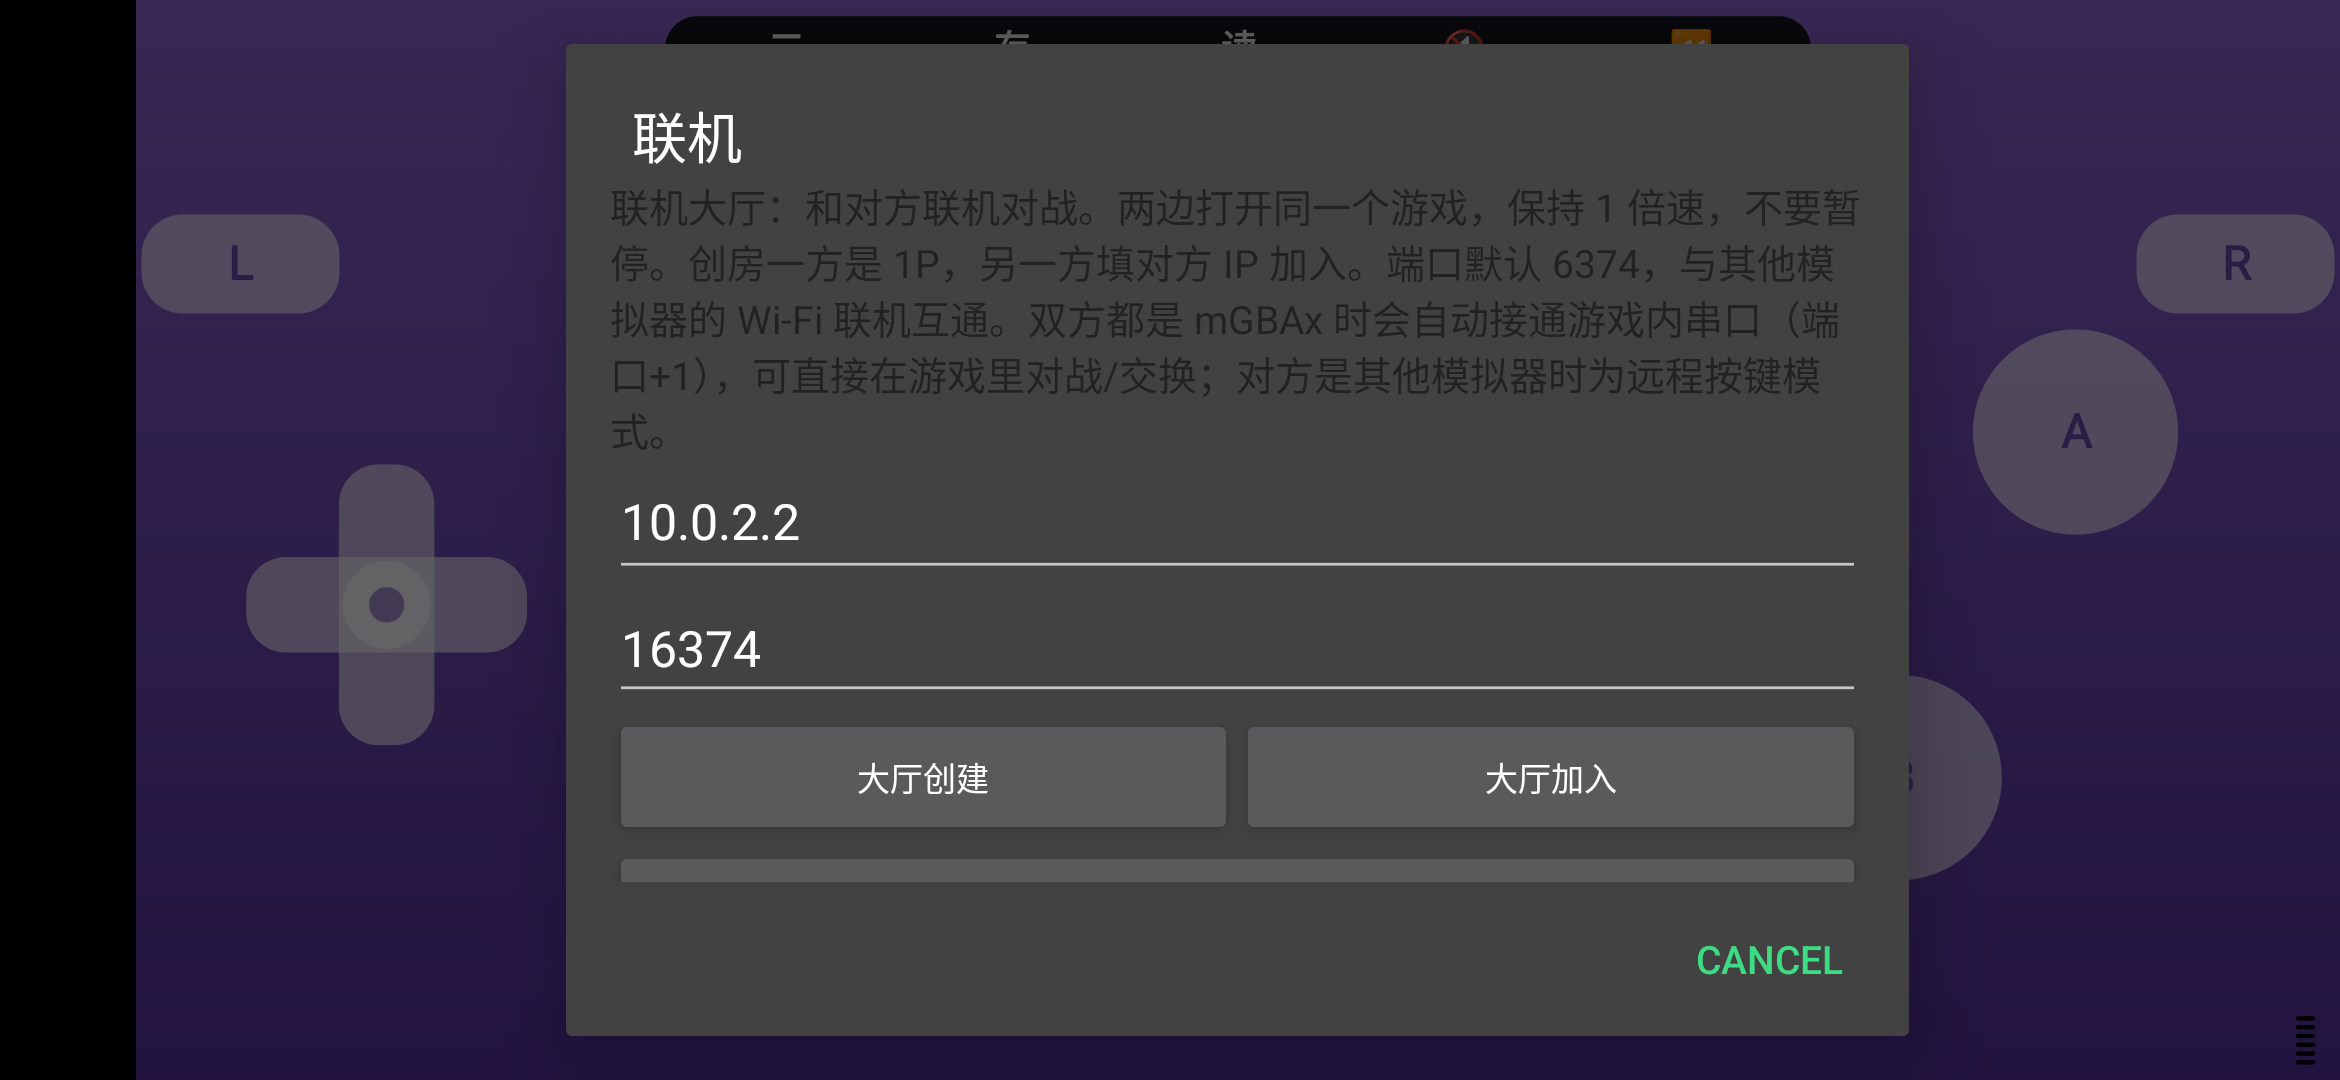 联机
联机大厅：和对方联机对战。两边打开同一个游戏，保持 1 倍速，不要暂
停。创房一方是 1P，另一方填对方 IP 加入。端口默认 6374，与其他模
拟器的 Wi-Fi 联机互通。双方都是 mGBAx 时会自动接通游戏内串口（端
口+1），可直接在游戏里对战/交换；对方是其他模拟器时为远程按键模
式。
L
R
A
10.0.2.2
16374
大厅创建
大厅加入
CANCEL